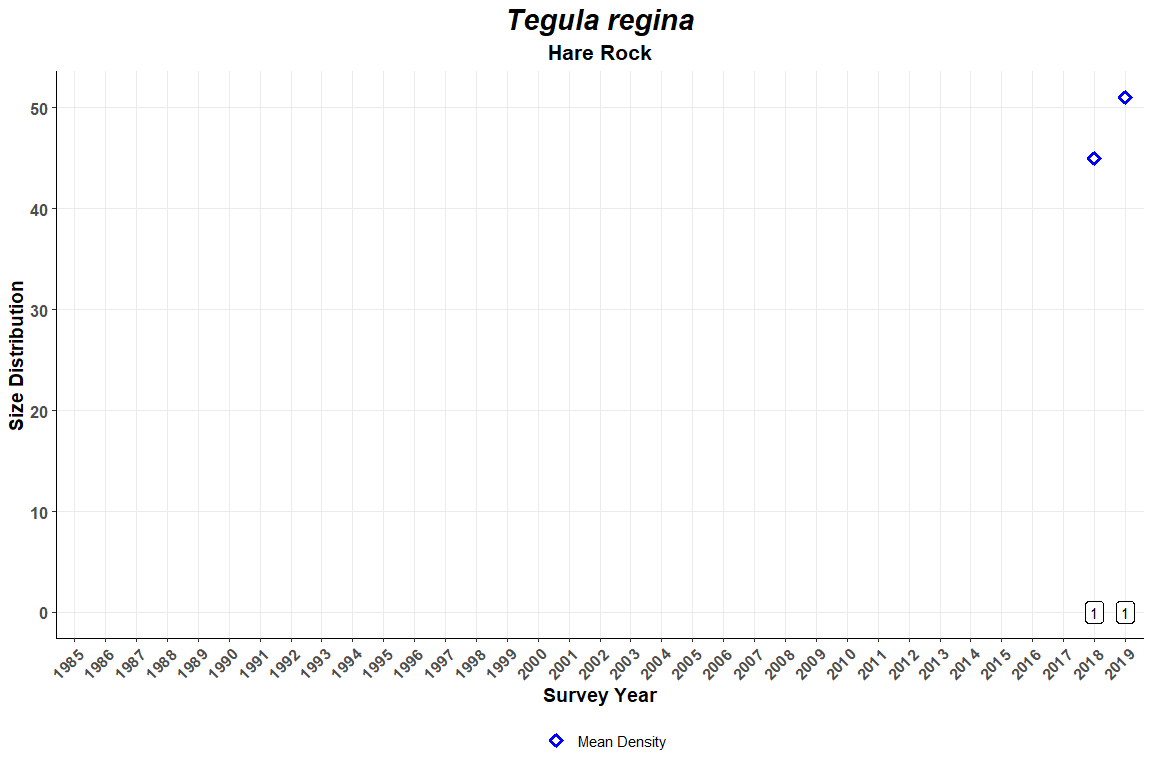 Tegula regina
Hare Rock
Size Distribution
50
40
30
20
10
0
1 1
1985 1986 1987 1988 1989 1990 1991 1992 1993 1994 1995 1996 1997 1998 1999 2000 2001 2002 2003 2004 2005 2006 2007 2008 2009 2010 2011 2012 2013 2014 2015 2016 2017 2018 2019
Survey Year
Mean Density